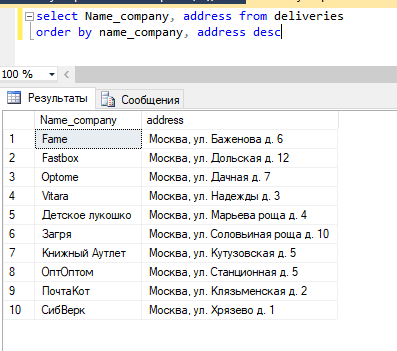 select Name_company, address from deliveries
order by name_company, address desc
100 %
Результаты Сообщения
Name_company address
1 Fame Москва, ул. Баженова д. 6
2 Fastbox Москва, ул. Дольская д. 12
3 Optome Москва, ул. Дачная д. 7
4 Vitara Москва, ул. Надежды д. 3
5 Детское лукошко Москва, ул. Марьева роща д. 4
6 Загря Москва, ул. Соловьиная роща д. 10
7 Книжный Аутлет Москва, ул. Кутузовская д. 5
8 ОптОптом Москва, ул. Станционная д. 5
9 ПочтаКот Москва, ул. Клязьменская д. 2
10 СибВерк Москва, ул. Хрязево д. 1